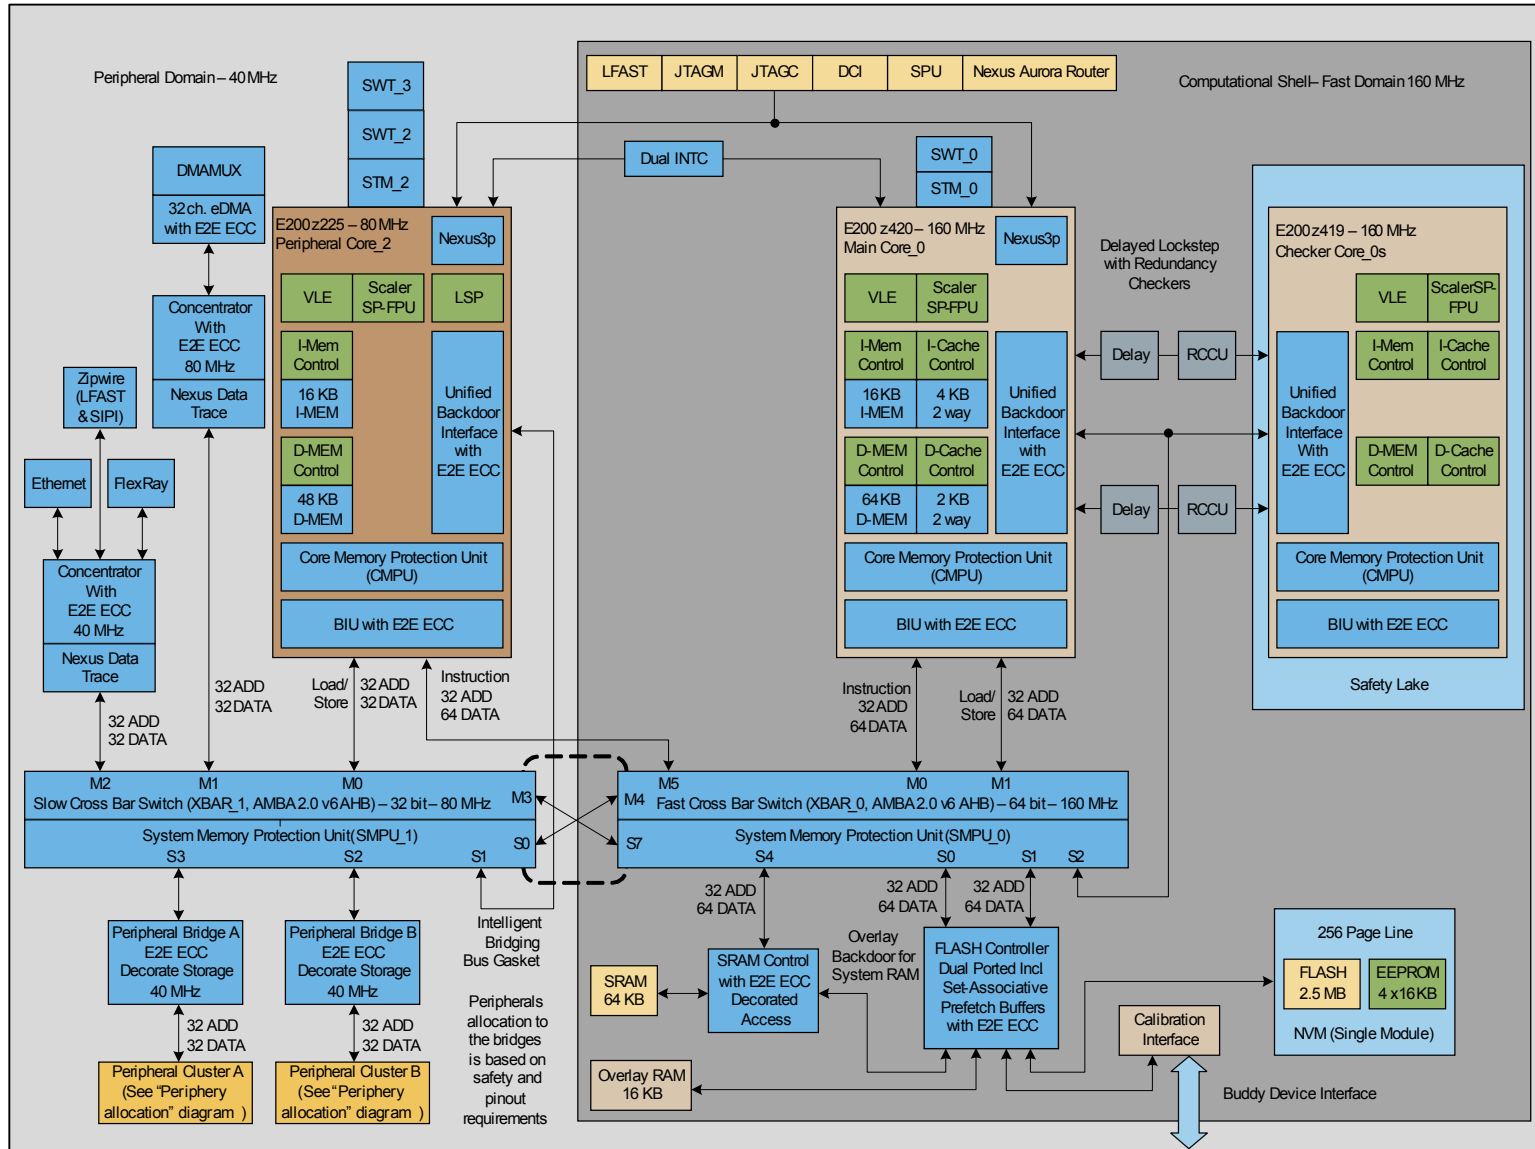 Peripheral Domain – 40 MHz
Computational Shell – Fast Domain 160 MHz
LFAST
JTAGM
JTAGC
DCI
SPU
Nexus Aurora Router
SWT_3
SWT_2
STM_2
Dual INTC
SWT_0
STM_0
DMAMUX
32 ch. eDMA
with E2E ECC
Concentrator
With
E2E ECC
80 MHz
Nexus Data
Trace
Zipwire
(LFAST
& SIPI)
Ethernet
FlexRay
Concentrator
With
E2E ECC
40 MHz
Nexus Data
Trace
E200 z225 – 80 MHz
Peripheral Core_2
Nexus3p
VLE
Scaler
SP-FPU
LSP
I-Mem
Control
16 KB
I-MEM
D-MEM
Control
48 KB
D-MEM
Unified
Backdoor
Interface
with
E2E ECC
Core Memory Protection Unit
(CMPU)
BIU with E2E ECC
E200 z420 – 160 MHz
Main Core_0
Nexus3p
VLE
Scaler
SP-FPU
I-Mem
Control
I-Cache
Control
16 KB
I-MEM
4 KB
2 way
D-MEM
Control
D-Cache
Control
64 KB
D-MEM
2 KB
2 way
Unified
Backdoor
Interface
with
E2E ECC
Core Memory Protection Unit
(CMPU)
BIU with E2E ECC
Delayed Lockstep
with Redundancy
Checkers
Delay
RCCU
Delay
RCCU
E200 z419 – 160 MHz
Checker Core_0s
VLE
ScalerSP-
FPU
I-Mem
Control
I-Cache
Control
Unified
Backdoor
Interface
With
E2E ECC
D-MEM
Control
D-Cache
Control
Core Memory Protection Unit
(CMPU)
BIU with E2E ECC
Safety Lake
32 ADD
32 DATA
32 ADD
32 DATA
Load/
Store
32 ADD
32 DATA
Instruction
32 ADD
64 DATA
Instruction
32 ADD
64 DATA
Load/
Store
32 ADD
64 DATA
M2
M1
M0
M3
Slow Cross Bar Switch (XBAR_1, AMBA 2.0 v6 AHB) – 32 bit – 80 MHz
System Memory Protection Unit (SMPU_1)
S0
S3
S2
S1
M5
M0
M1
M4
Fast Cross Bar Switch (XBAR_0, AMBA 2.0 v6 AHB) – 64 bit – 160 MHz
S7
System Memory Protection Unit (SMPU_0)
S4
S0
S1
S2
32 ADD
64 DATA
32 ADD
64 DATA
32 ADD
64 DATA
Peripheral Bridge A
E2E ECC
Decorate Storage
40 MHz
Peripheral Bridge B
E2E ECC
Decorate Storage
40 MHz
32 ADD
32 DATA
32 ADD
32 DATA
Peripheral Cluster A
(See “Periphery
allocation” diagram )
Peripheral Cluster B
(See “Periphery
allocation” diagram )
Intelligent
Bridging
Bus Gasket
Peripherals
allocation to
the bridges
is based on
safety and
pinout
requirements
SRAM
64 KB
SRAM Control
with E2E ECC
Decorated
Access
Overlay
Backdoor for
System RAM
FLASH Controller
Dual Ported Incl
Set-Associative
Prefetch Buffers
with E2E ECC
Overlay RAM
16 KB
Calibration
Interface
Buddy Device Interface
256 Page Line
FLASH
2.5 MB
EEPROM
4 x 16 KB
NVM (Single Module)